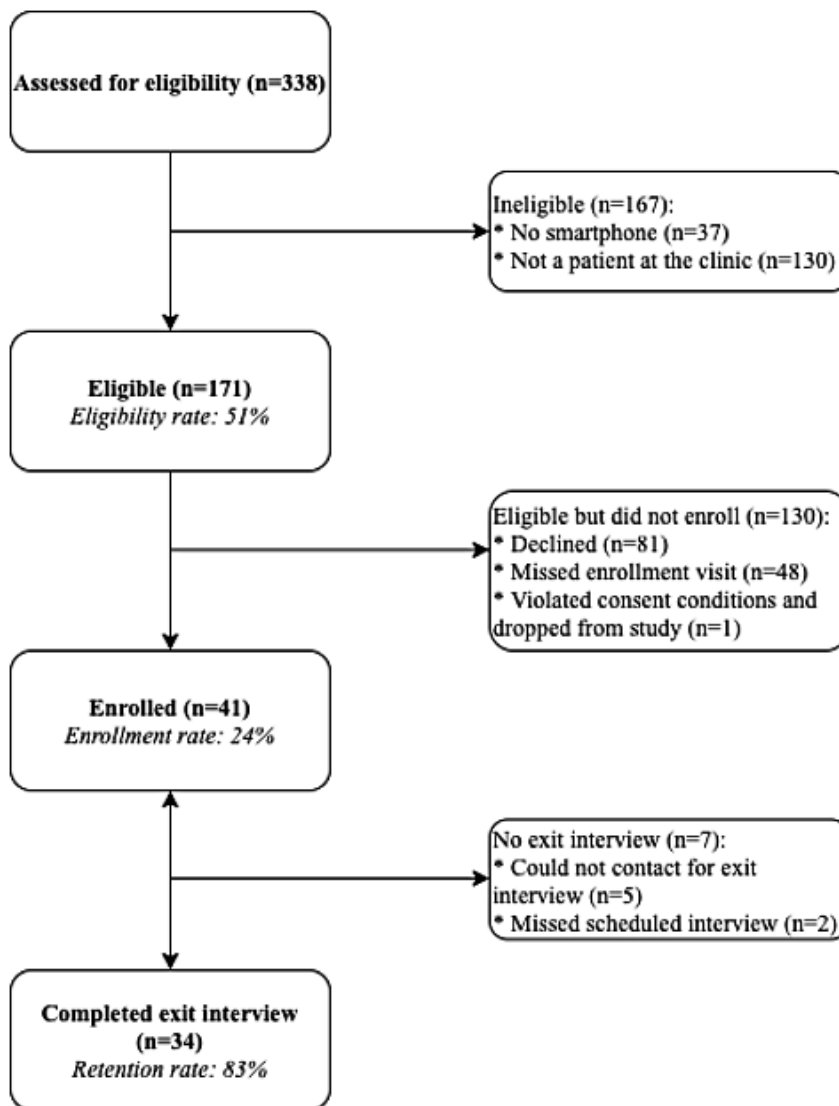 Assessed for eligibility (n=338)
Ineligible (n=167):
* No smartphone (n=37)
* Not a patient at the clinic (n=130)
Eligible (n=171)
Eligibility rate: 51%
Eligible but did not enroll (n=130):
* Declined (n=81)
* Missed enrollment visit (n=48)
* Violated consent conditions and
dropped from study (n=1)
Enrolled (n=41)
Enrollment rate: 24%
No exit interview (n=7):
* Could not contact for exit
interview (n=5)
* Missed scheduled interview (n=2)
Completed exit interview
(n=34)
Retention rate: 83%